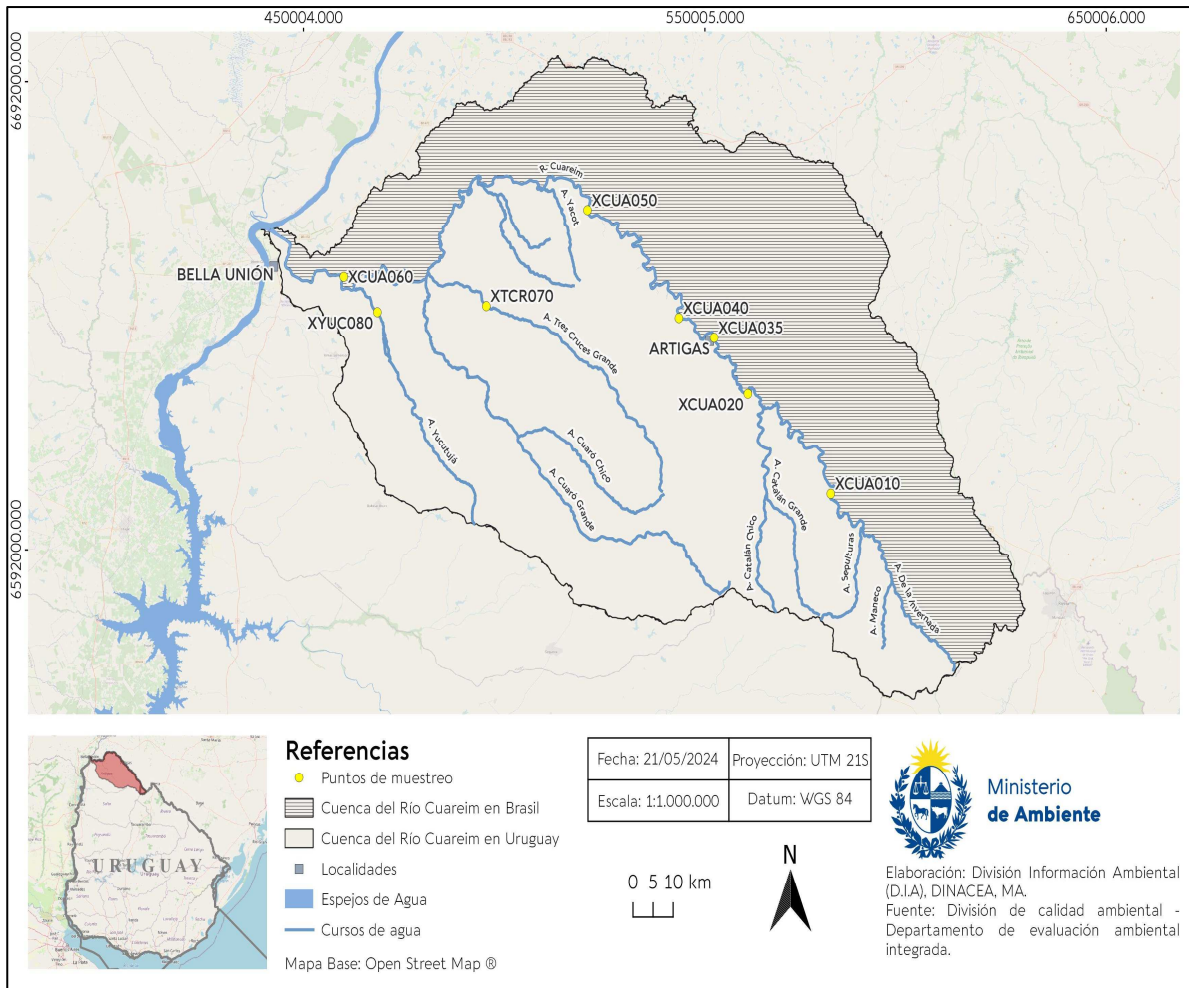 450004.000
550005.000
650006.000
6692000.000
6592000.000
R. Cuareim
A. Yacot
XCUA050
BELLA UNIÓN
XCUA060
XYUC080
XTCR070
A. Tres Cruces Grande
XCUA040
XCUA035
ARTIGAS
XCUA020
XCUA010
A. Yucutujá
A. Cuaró Chico
A. Cuaró Grande
A. Catalán Grande
A. Catalán Chico
A. Sepulturas
A. Maneco
A. De la Invernada
URUGUAY
Referencias
Puntos de muestreo
Cuenca del Río Cuareim en Brasil
Cuenca del Río Cuareim en Uruguay
Localidades
Espejos de Agua
Cursos de agua
Mapa Base: Open Street Map ®
Fecha: 21/05/2024
Proyección: UTM 21S
Escala: 1:1.000.000
Datum: WGS 84
0 5 10 km
N
Ministerio
de Ambiente
Elaboración: División Información Ambiental
(D.I.A), DINACEA, MA.
Fuente: División de calidad ambiental -
Departamento de evaluación ambiental
integrada.